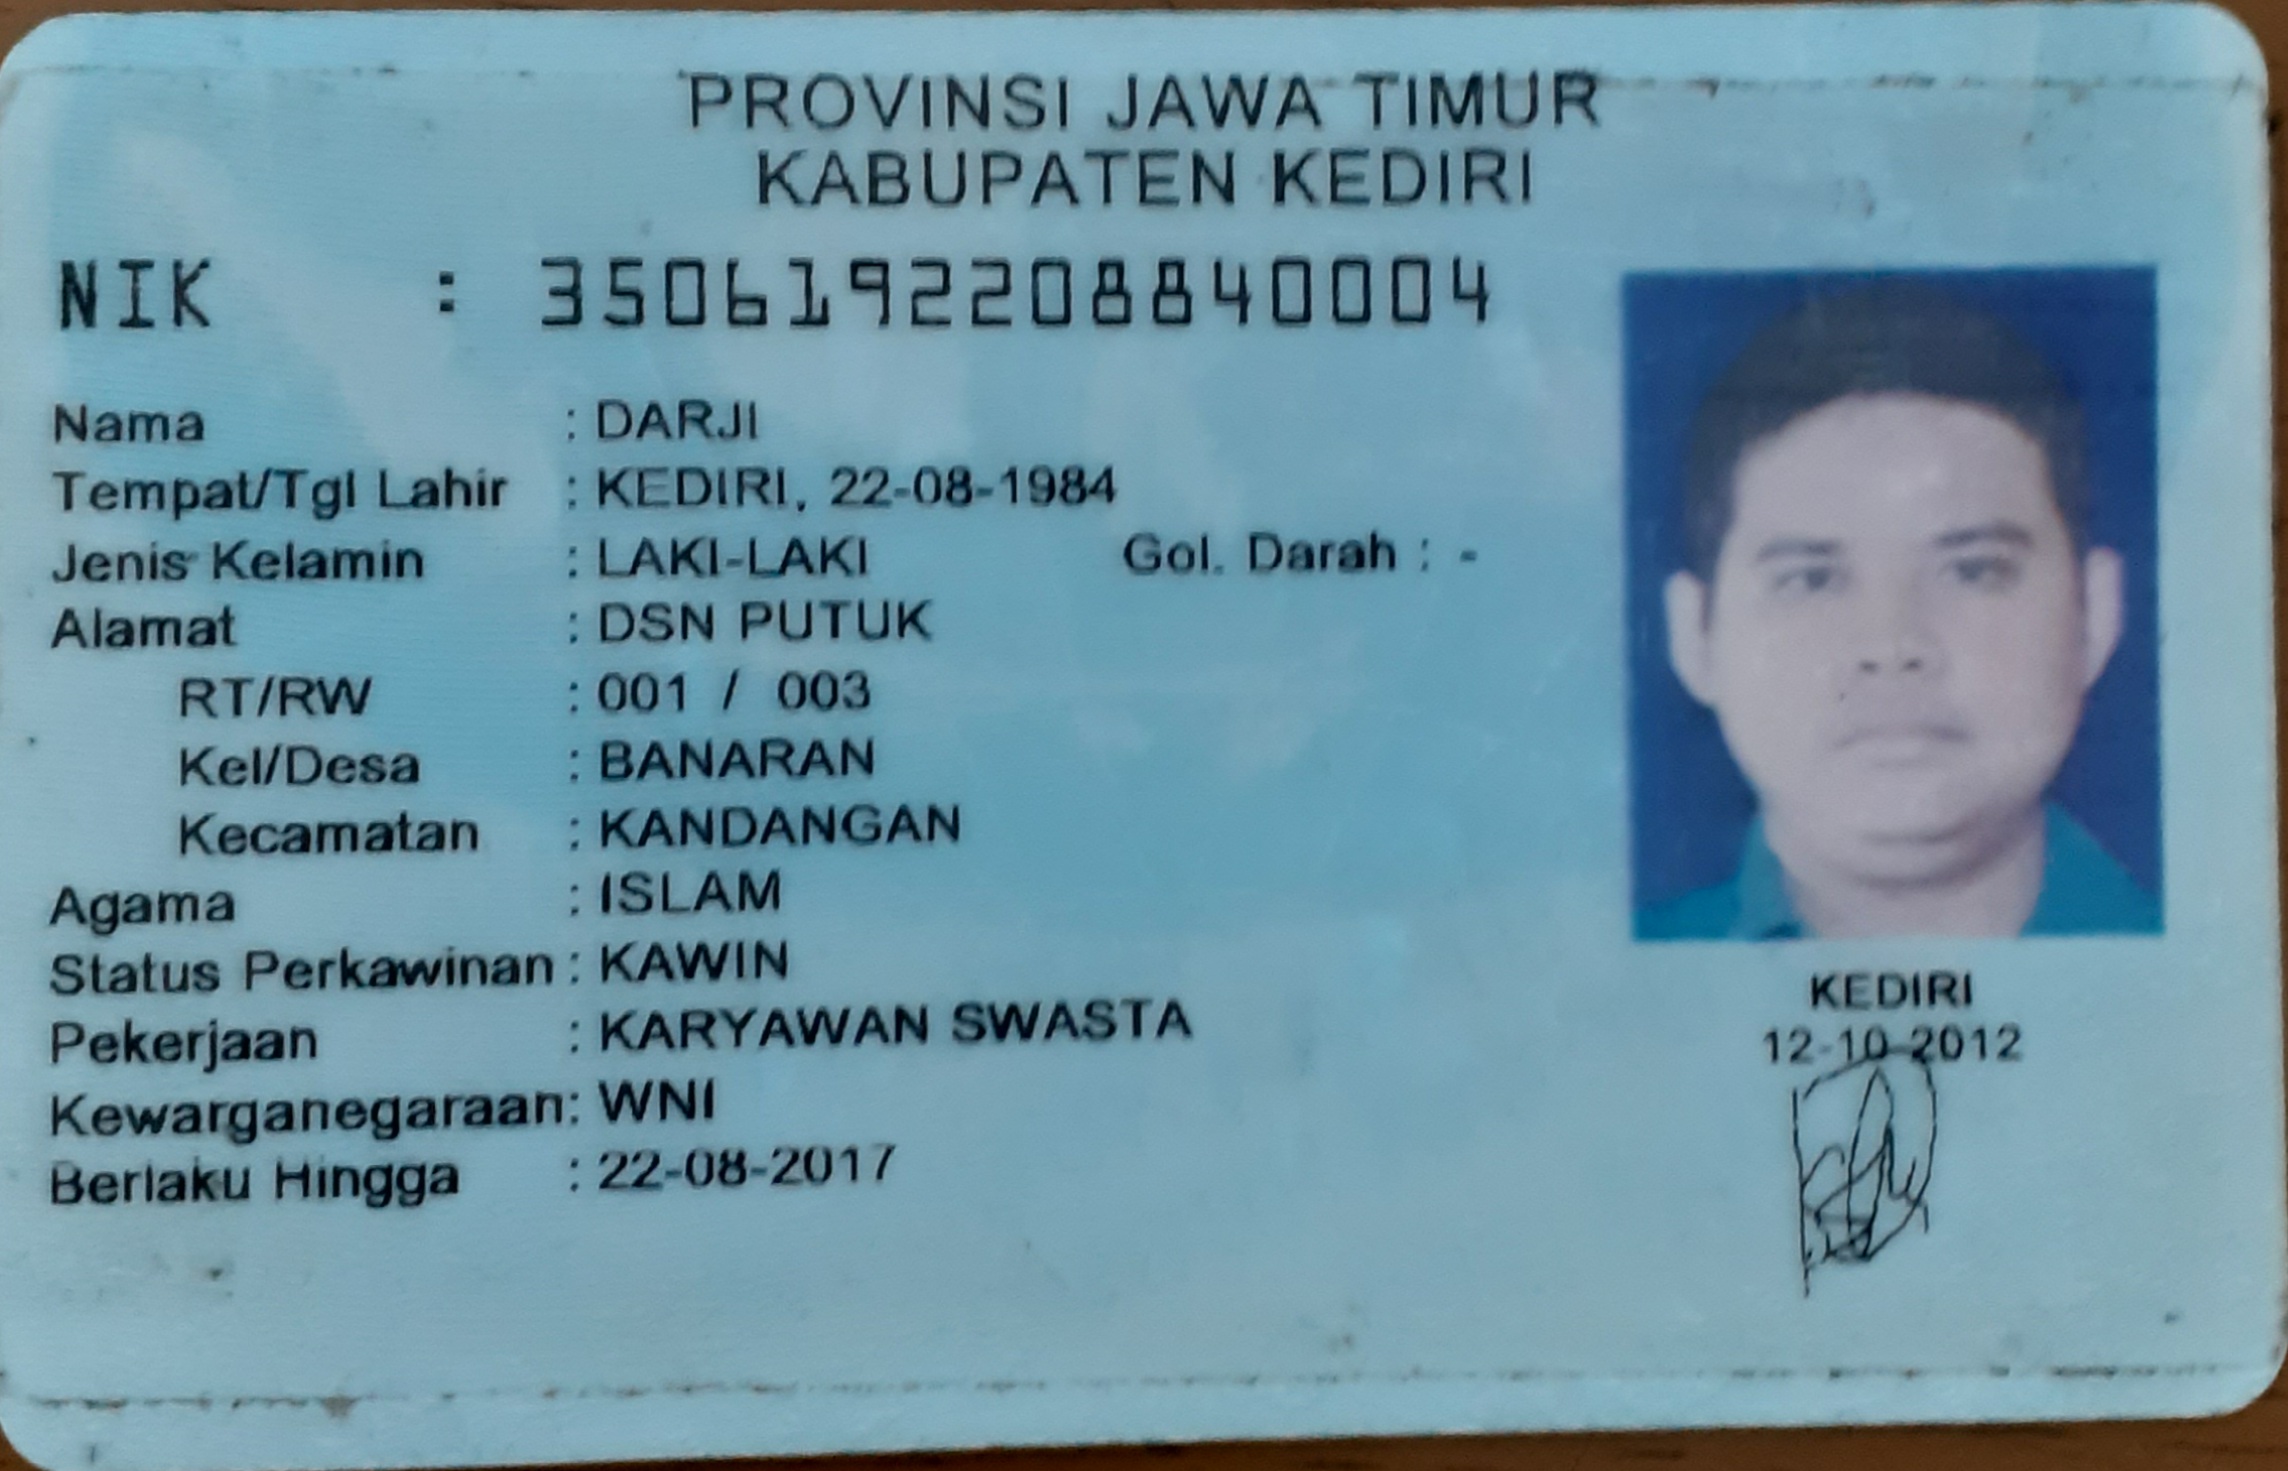 PROVINSI JAWA TIMUR
KABUPATEN KEDIRI
NIK : 3506192208840004
Nama : DARJI
Tempat/Tgl Lahir : KEDIRI, 22-08-1984
Jenis Kelamin : LAKI-LAKI Gol. Darah : -
Alamat : DSN PUTUK
RT/RW : 001 / 003
Kel/Desa : BANARAN
Kecamatan : KANDANGAN
Agama : ISLAM
Status Perkawinan : KAWIN
Pekerjaan : KARYAWAN SWASTA
Kewarganegaraan: WNI
Berlaku Hingga : 22-08-2017
KEDIRI
12-10-2012